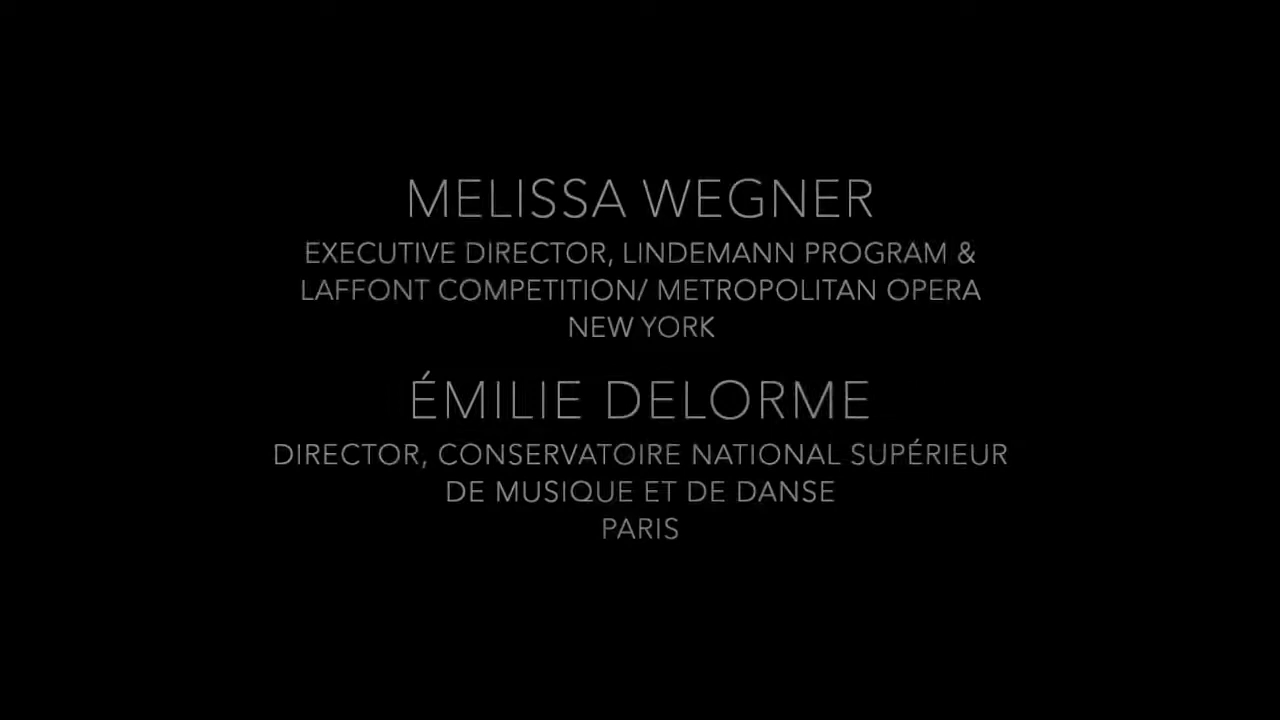 MELISSA WEGNER
EXECUTIVE DIRECTOR, LINDEMANN PROGRAM &
LAFFONT COMPETITION/ METROPOLITAN OPERA
NEW YORK
ÉMILIE DELORME
DIRECTOR, CONSERVATOIRE NATIONAL SUPÉRIEUR
DE MUSIQUE ET DE DANSE
PARIS